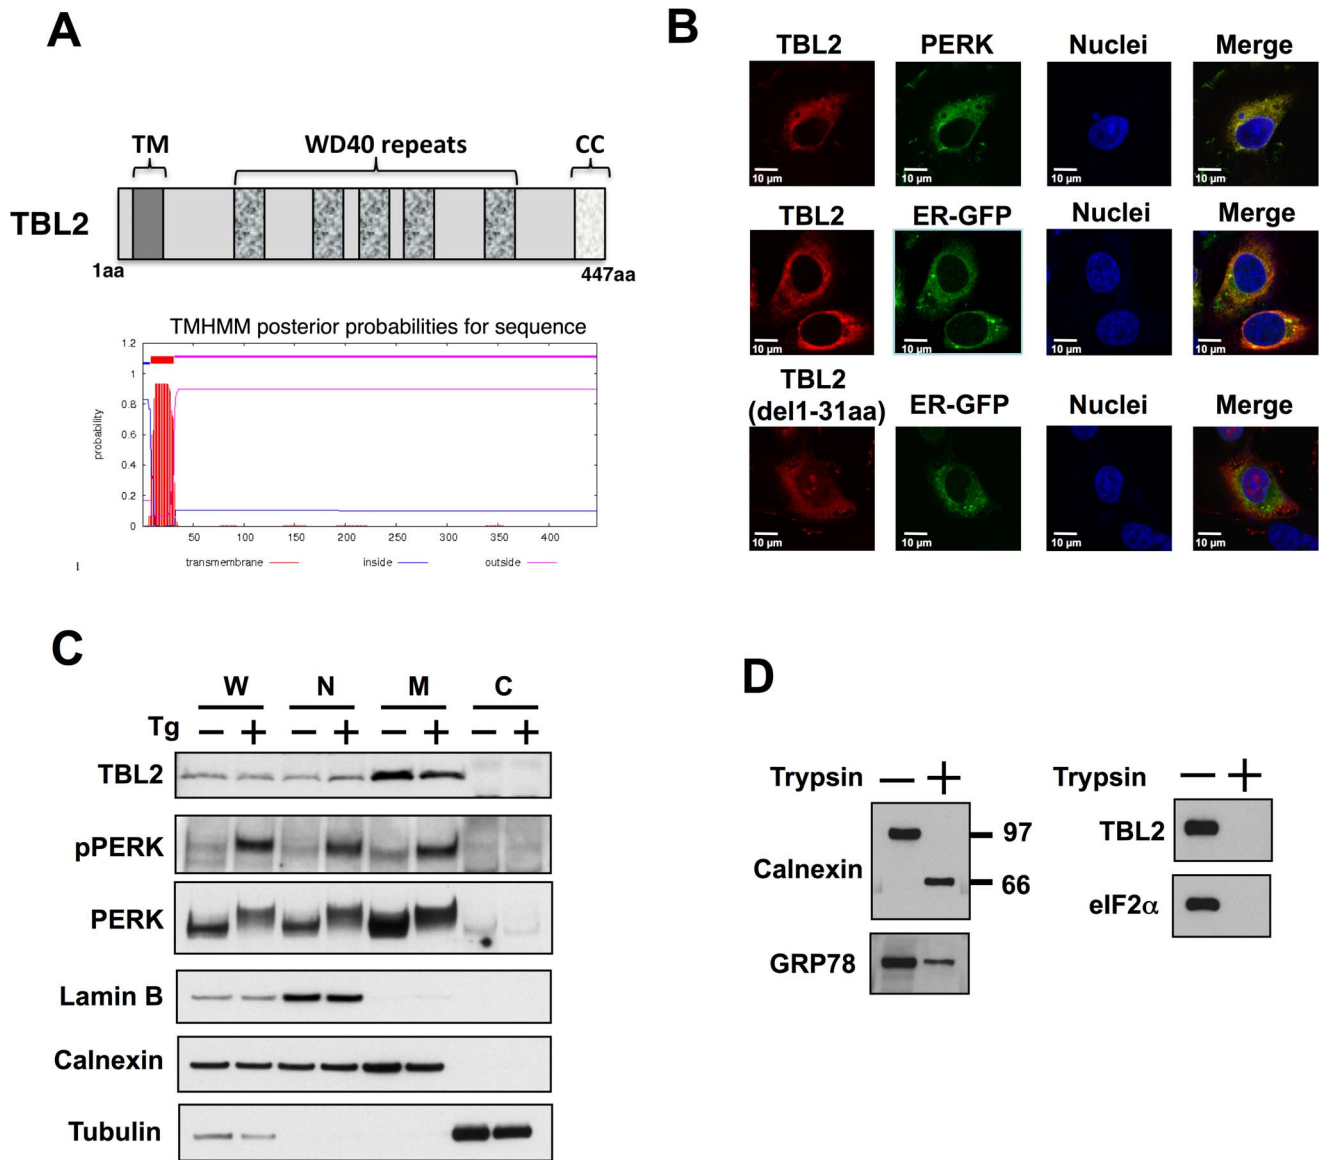 A
TM
WD40 repeats
CC
TBL2
1aa
447aa
TMHMM posterior probabilities for sequence
probability
1.2
1
0.8
0.6
0.4
0.2
0
50
100
150
200
250
300
350
400
transmembrane
inside
outside
B
TBL2 PERK Nuclei Merge
10 µm 10 µm 10 µm 10 µm
TBL2 ER-GFP Nuclei Merge
10 µm 10 µm 10 µm 10 µm
TBL2
(del1-31aa) ER-GFP Nuclei Merge
10 µm 10 µm 10 µm 10 µm
C
W N M C
Tg − + − + − + − +
TBL2
pPERK
PERK
Lamin B
Calnexin
Tubulin
D
Trypsin − +
Calnexin
97
66
GRP78
Trypsin − +
TBL2
eIF2α